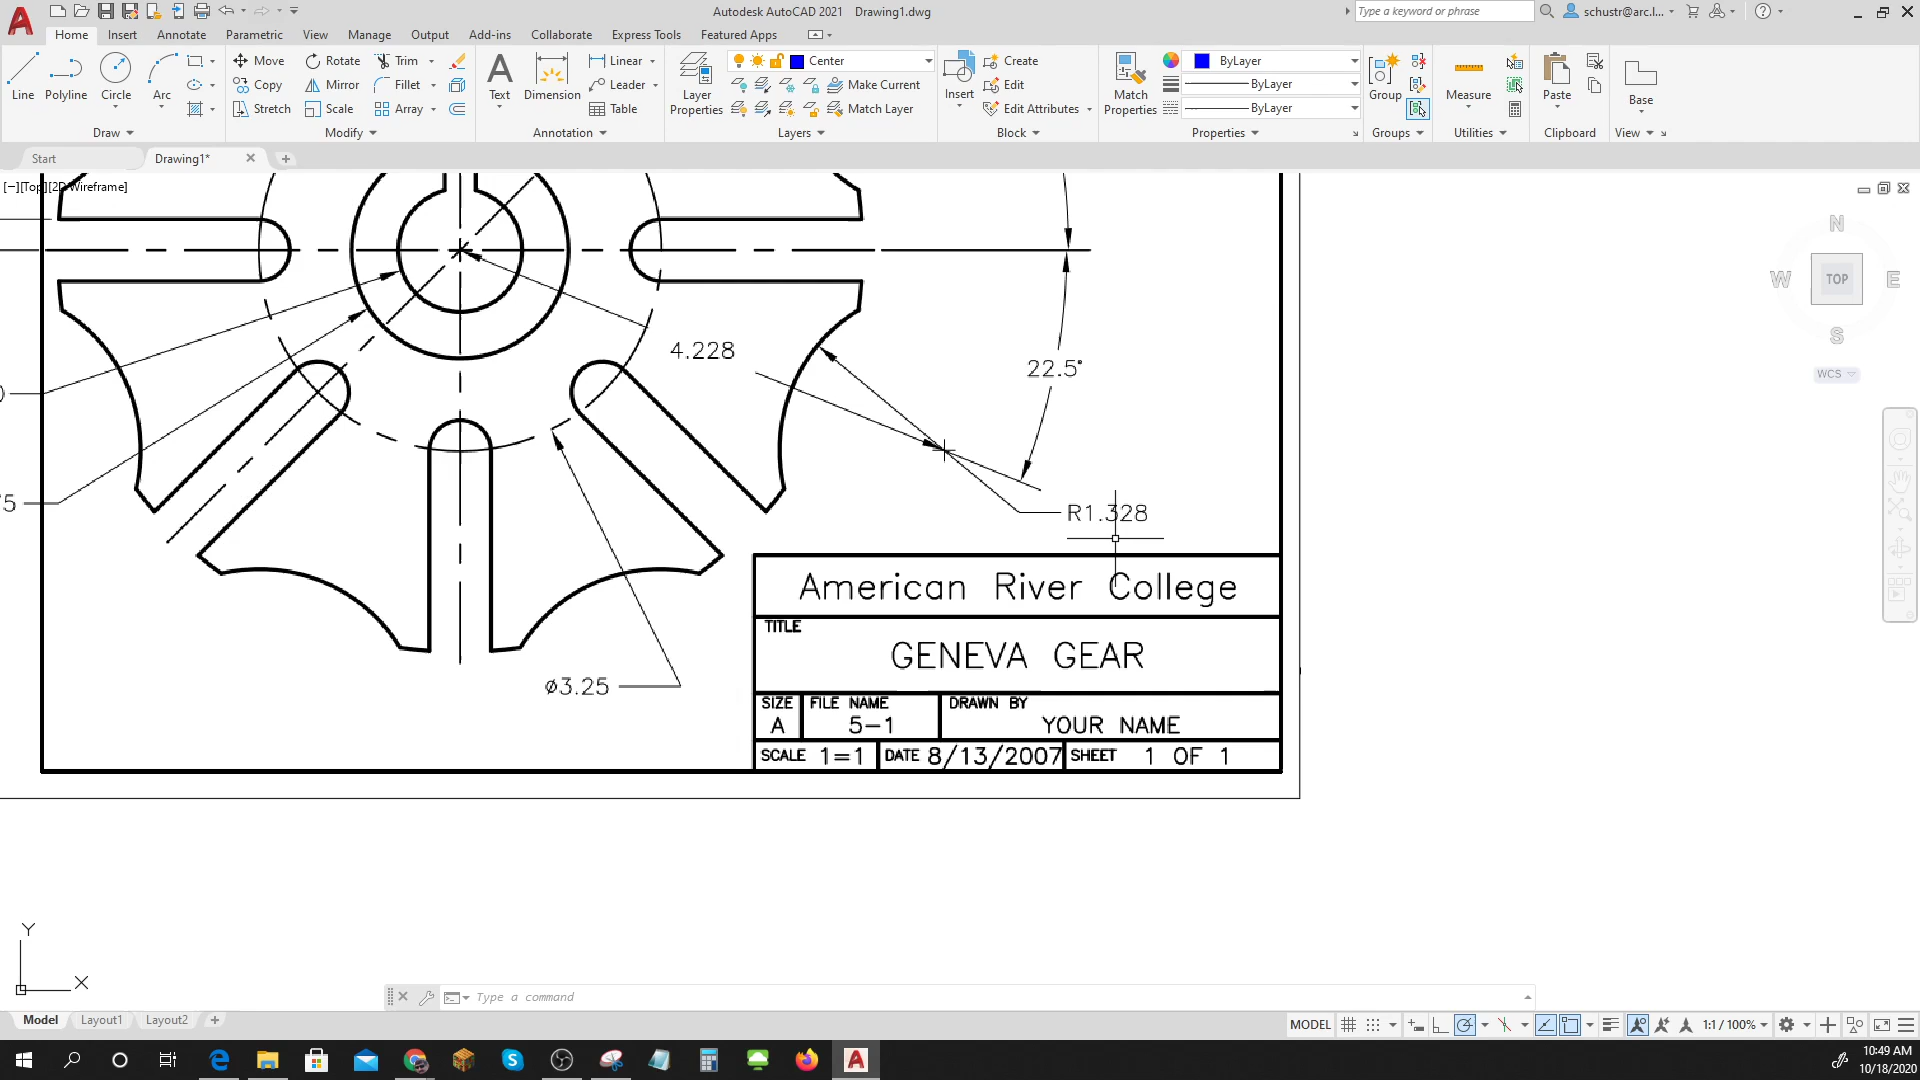 Autodesk AutoCAD 2021 Drawing1.dwg
Type a keyword or phrase
schustr@arc.l...
Home Insert Annotate Parametric View Manage Output Add-ins Collaborate Express Tools Featured Apps
Line Polyline Circle Arc
Move Rotate Trim
Copy Mirror Fillet
Stretch Scale Array
Text Dimension
Linear
Leader
Table
Layer Properties
Center
Make Current
Match Layer
Insert
Create
Edit
Edit Attributes
Match Properties
ByLayer
ByLayer
ByLayer
Group
Measure
Paste
Base
Draw Modify Annotation Layers Block Properties Groups Utilities Clipboard View
Start Drawing1*
[−][Top][2D Wireframe]
N
W TOP E
S
WCS
4.228
22.5°
R1.328
ø3.25
American River College
TITLE
GENEVA GEAR
SIZE FILE NAME DRAWN BY
A 5-1 YOUR NAME
SCALE 1=1 DATE 8/13/2007 SHEET 1 OF 1
Y
X
Type a command
Model Layout1 Layout2
MODEL 1:1 / 100%
10:49 AM
10/18/2020